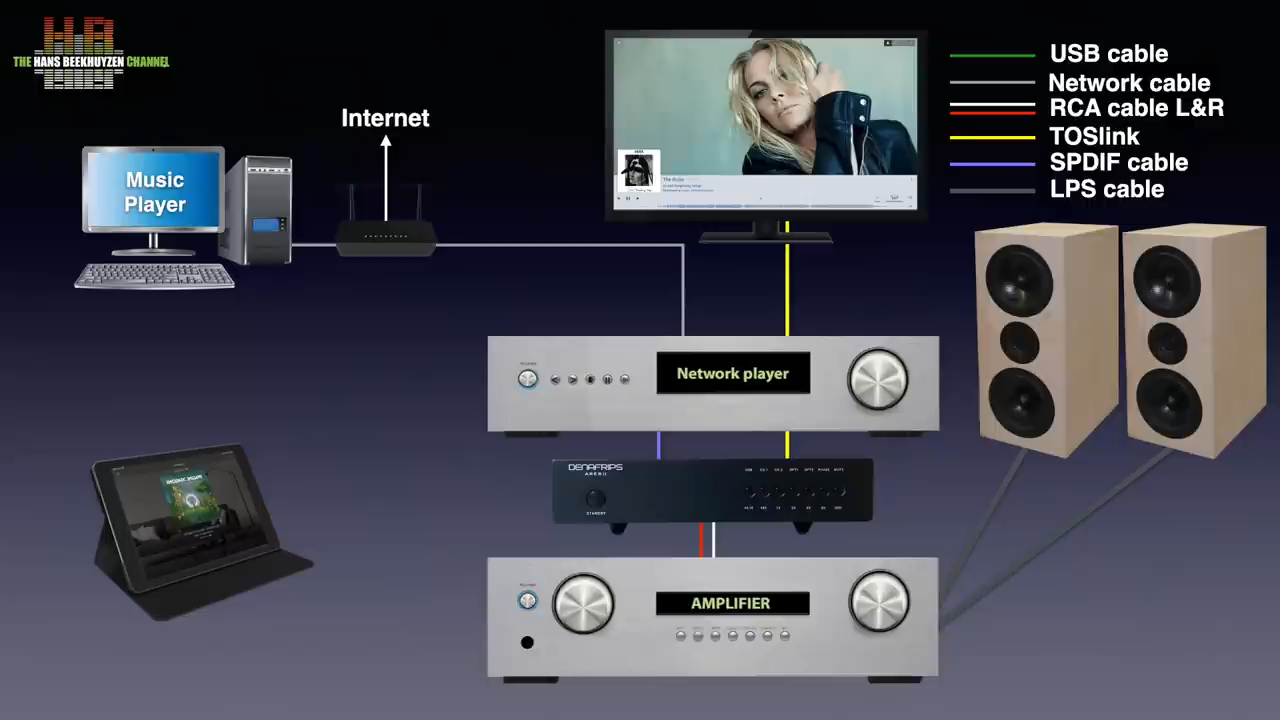 THE HANS BEEKHUYZEN CHANNEL
Internet
Music
Player
USB cable
Network cable
RCA cable L&R
TOSlink
SPDIF cable
LPS cable
Network player
DENAFRIPS
ARES II
STANDBY
AMPLIFIER